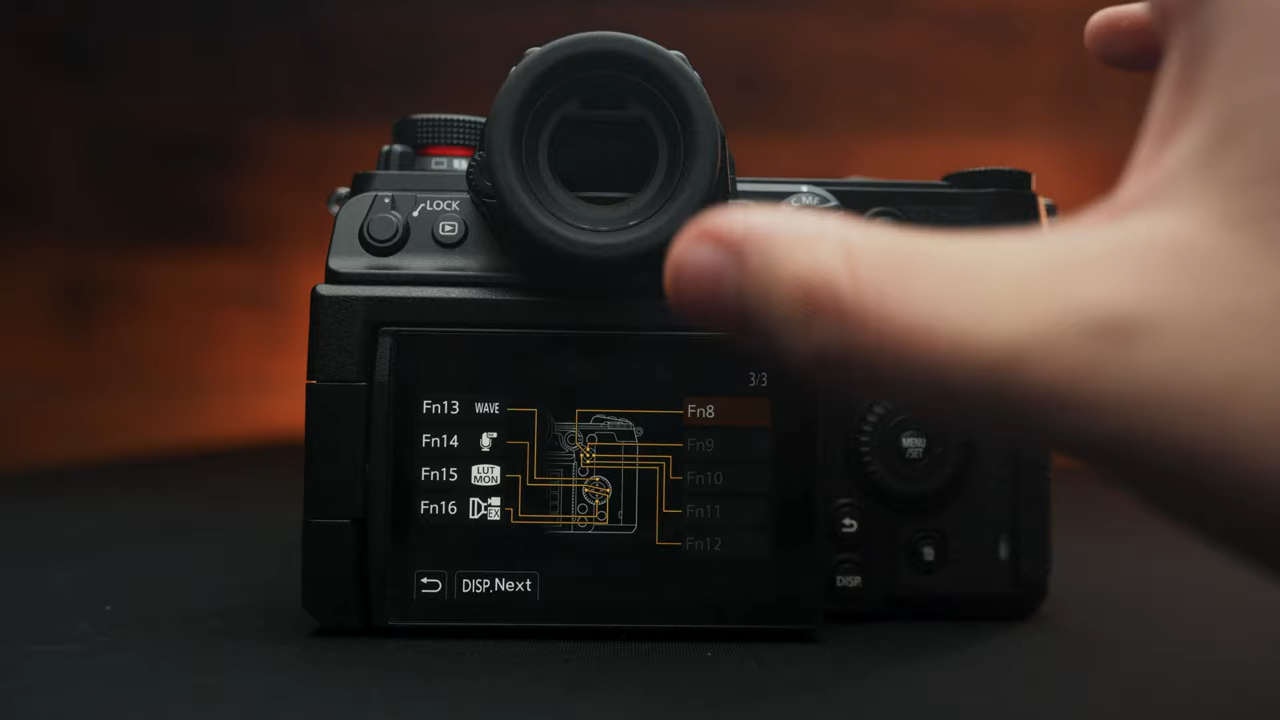 LOCK
C MF
3/3
Fn13 WAVE
Fn14
Fn15 LUT MON
Fn16 EX
Fn8
Fn9
Fn10
Fn11
Fn12
DISP. Next
MENU
/SET
DISP.